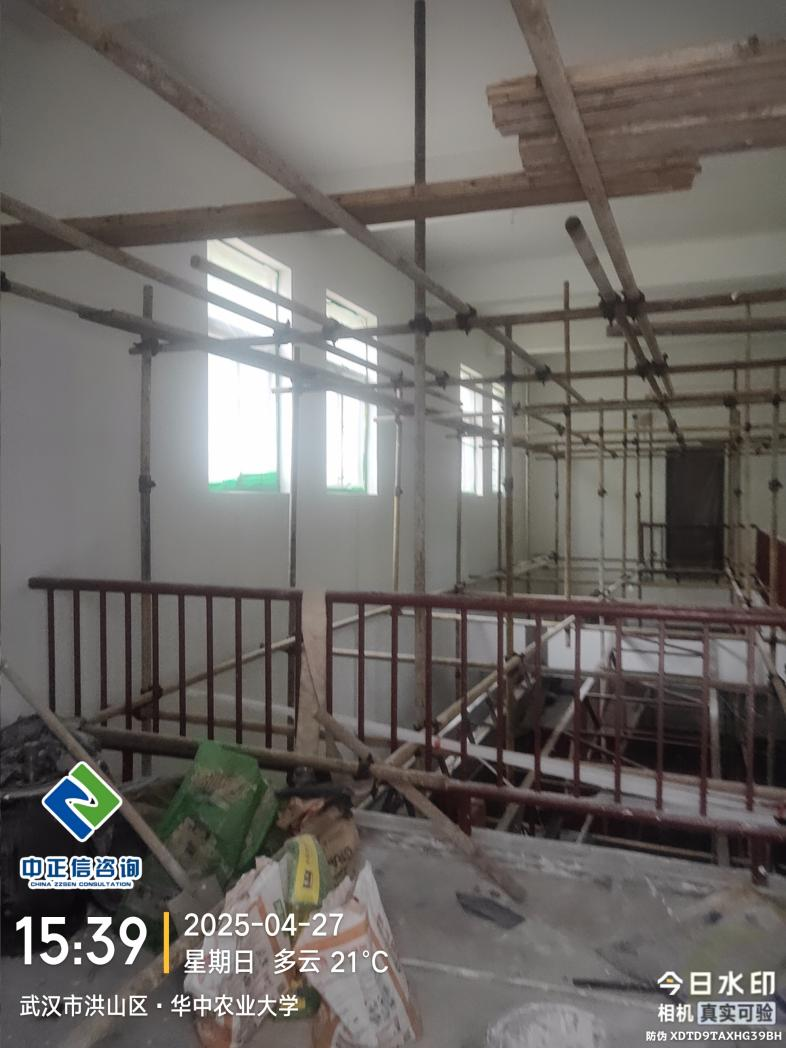 中正信咨询
CHINA ZZSEN CONSULTATION
15:39
2025-04-27
星期日 多云 21°C
武汉市洪山区·华中农业大学
今日水印
相机 真实可验
防伪 XDTD9TAXHG39BH